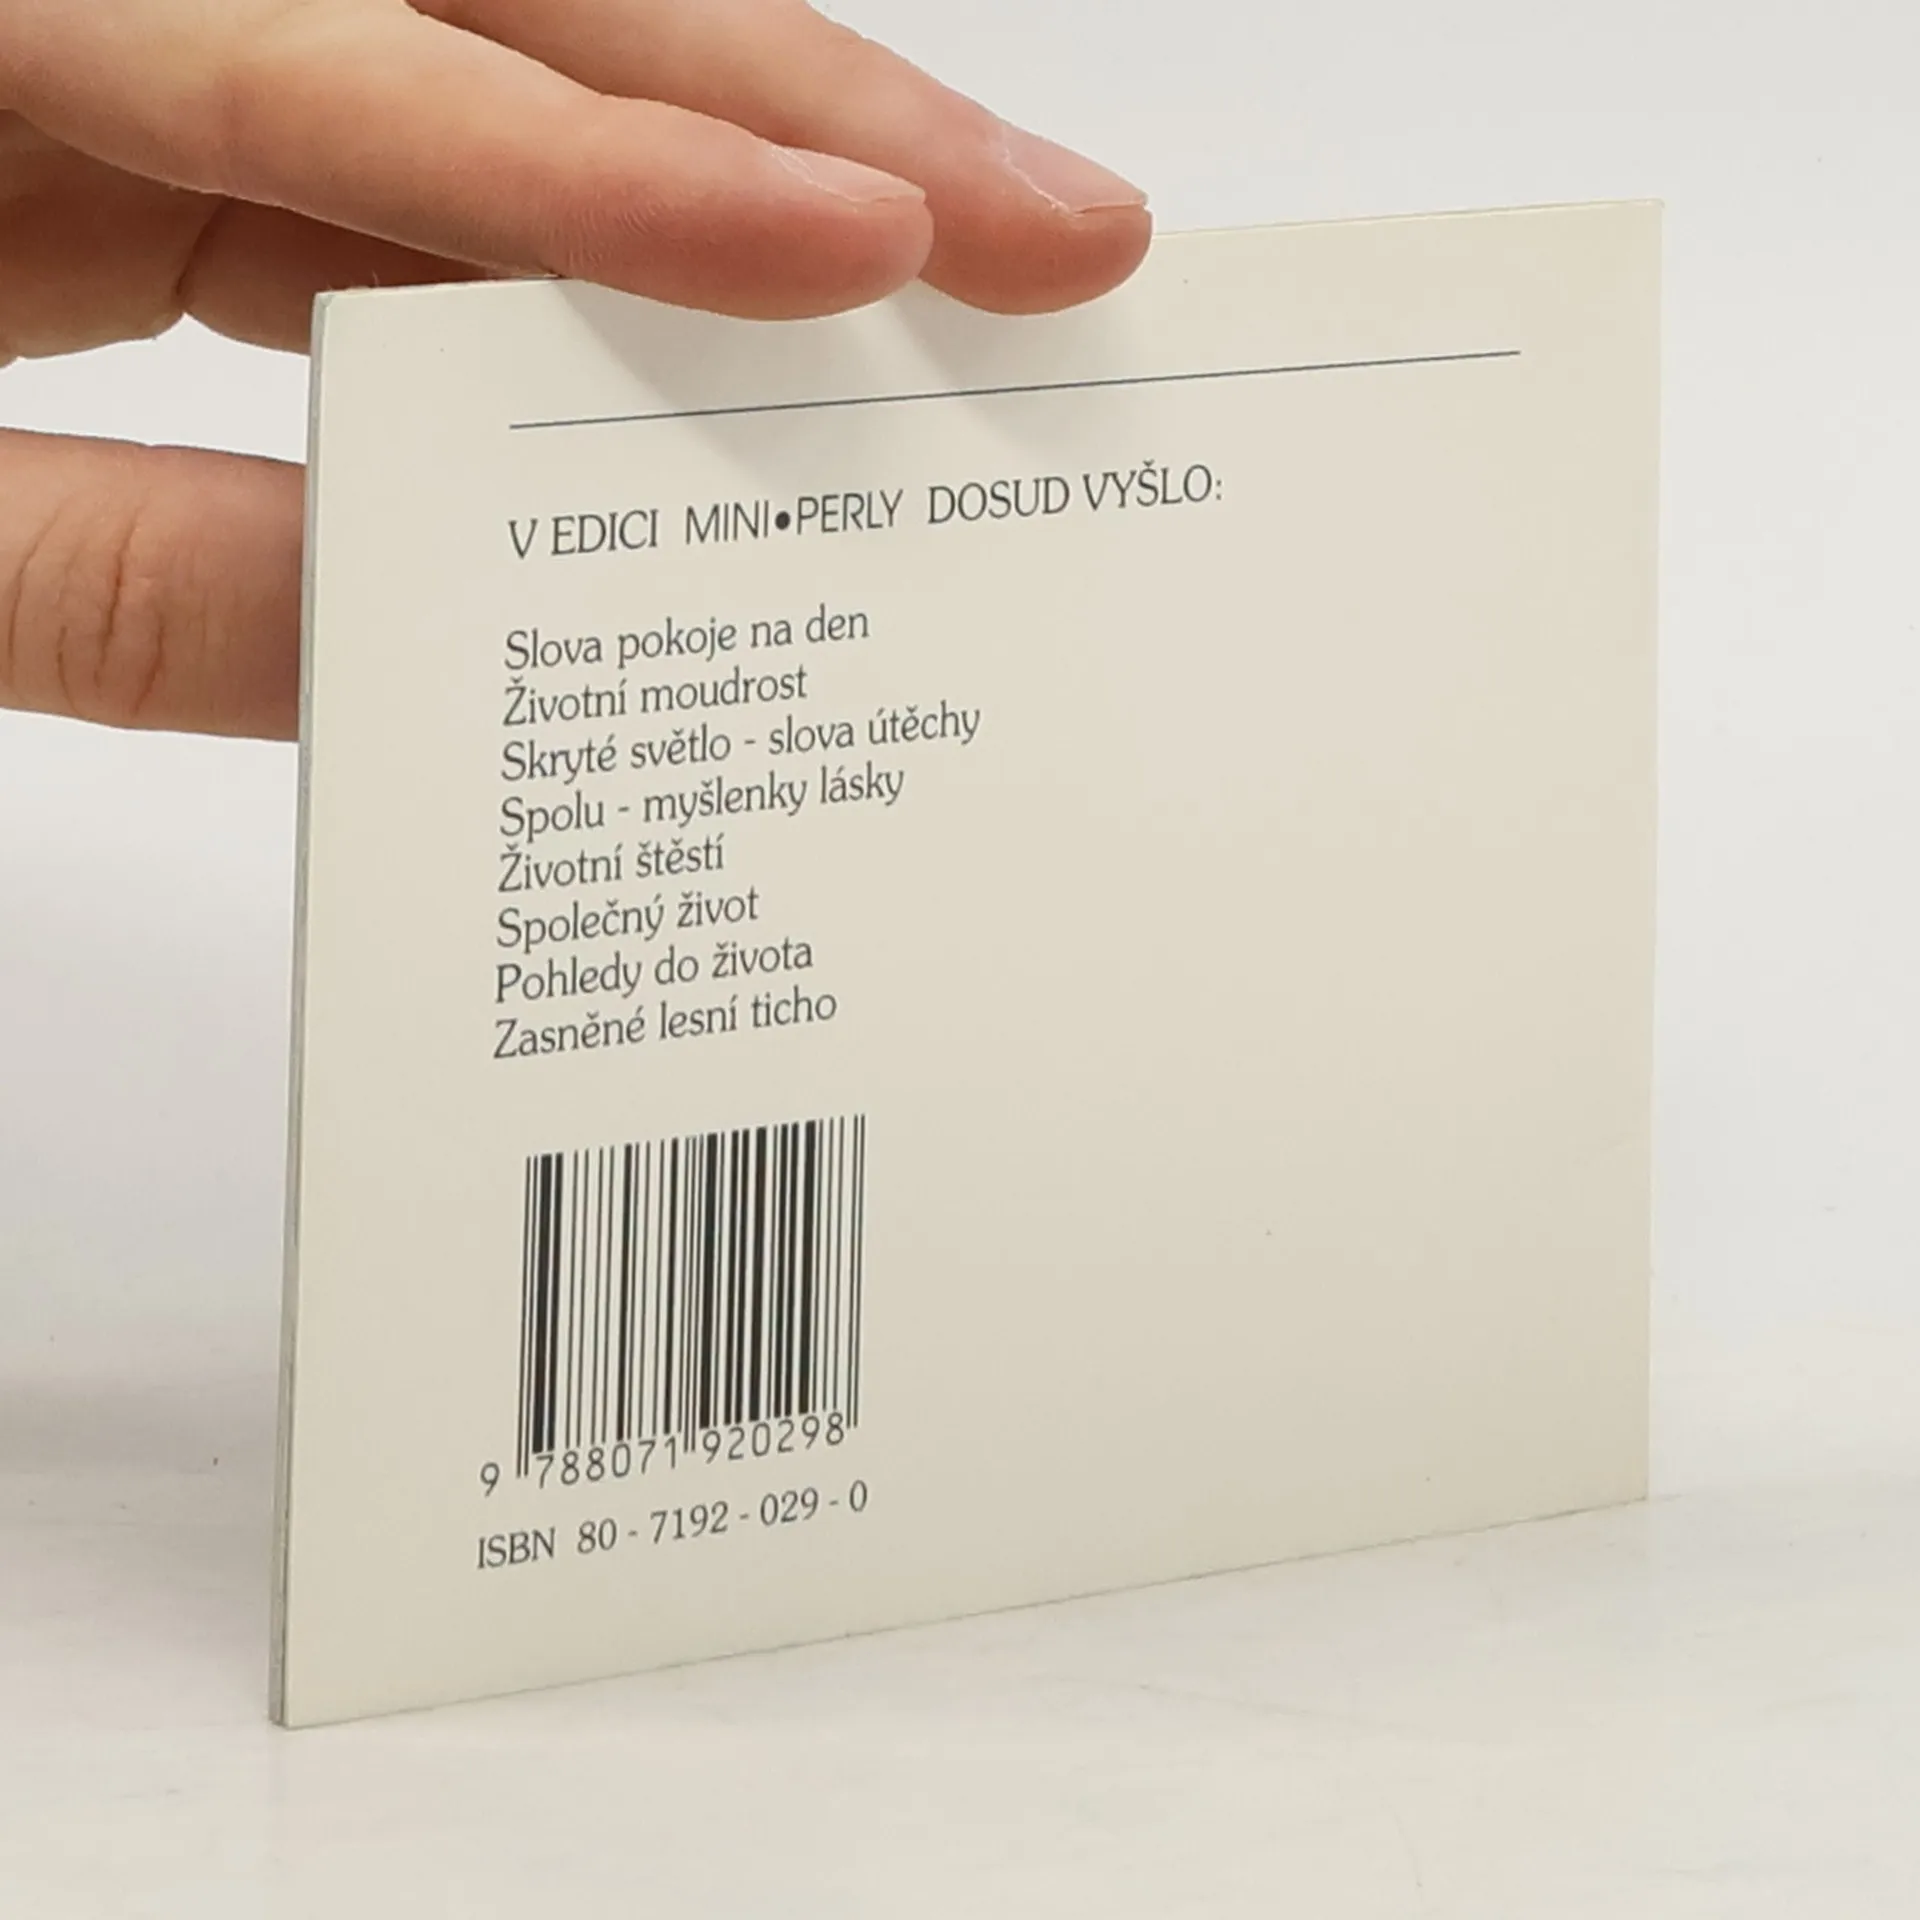 V EDICI MINI•PERLY DOSUD VYŠLO:
Slova pokoje na den
Životní moudrost
Skryté světlo - slova útěchy
Spolu - myšlenky lásky
Životní štěstí
Společný život
Pohledy do života
Zasněné lesní ticho
9 788071 920298
ISBN 80 - 7192 - 029 - 0